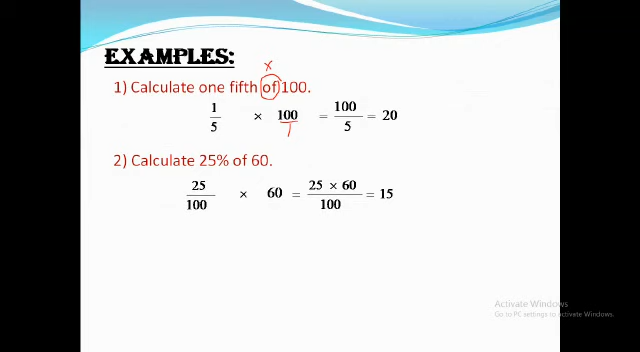 EXAMPLES:
x
1) Calculate one fifth of 100.
1/5 × 100/1 = 100/5 = 20
2) Calculate 25% of 60.
25/100 × 60 = 25 × 60/100 = 15
Activate Windows
Go to PC settings to activate Windows.